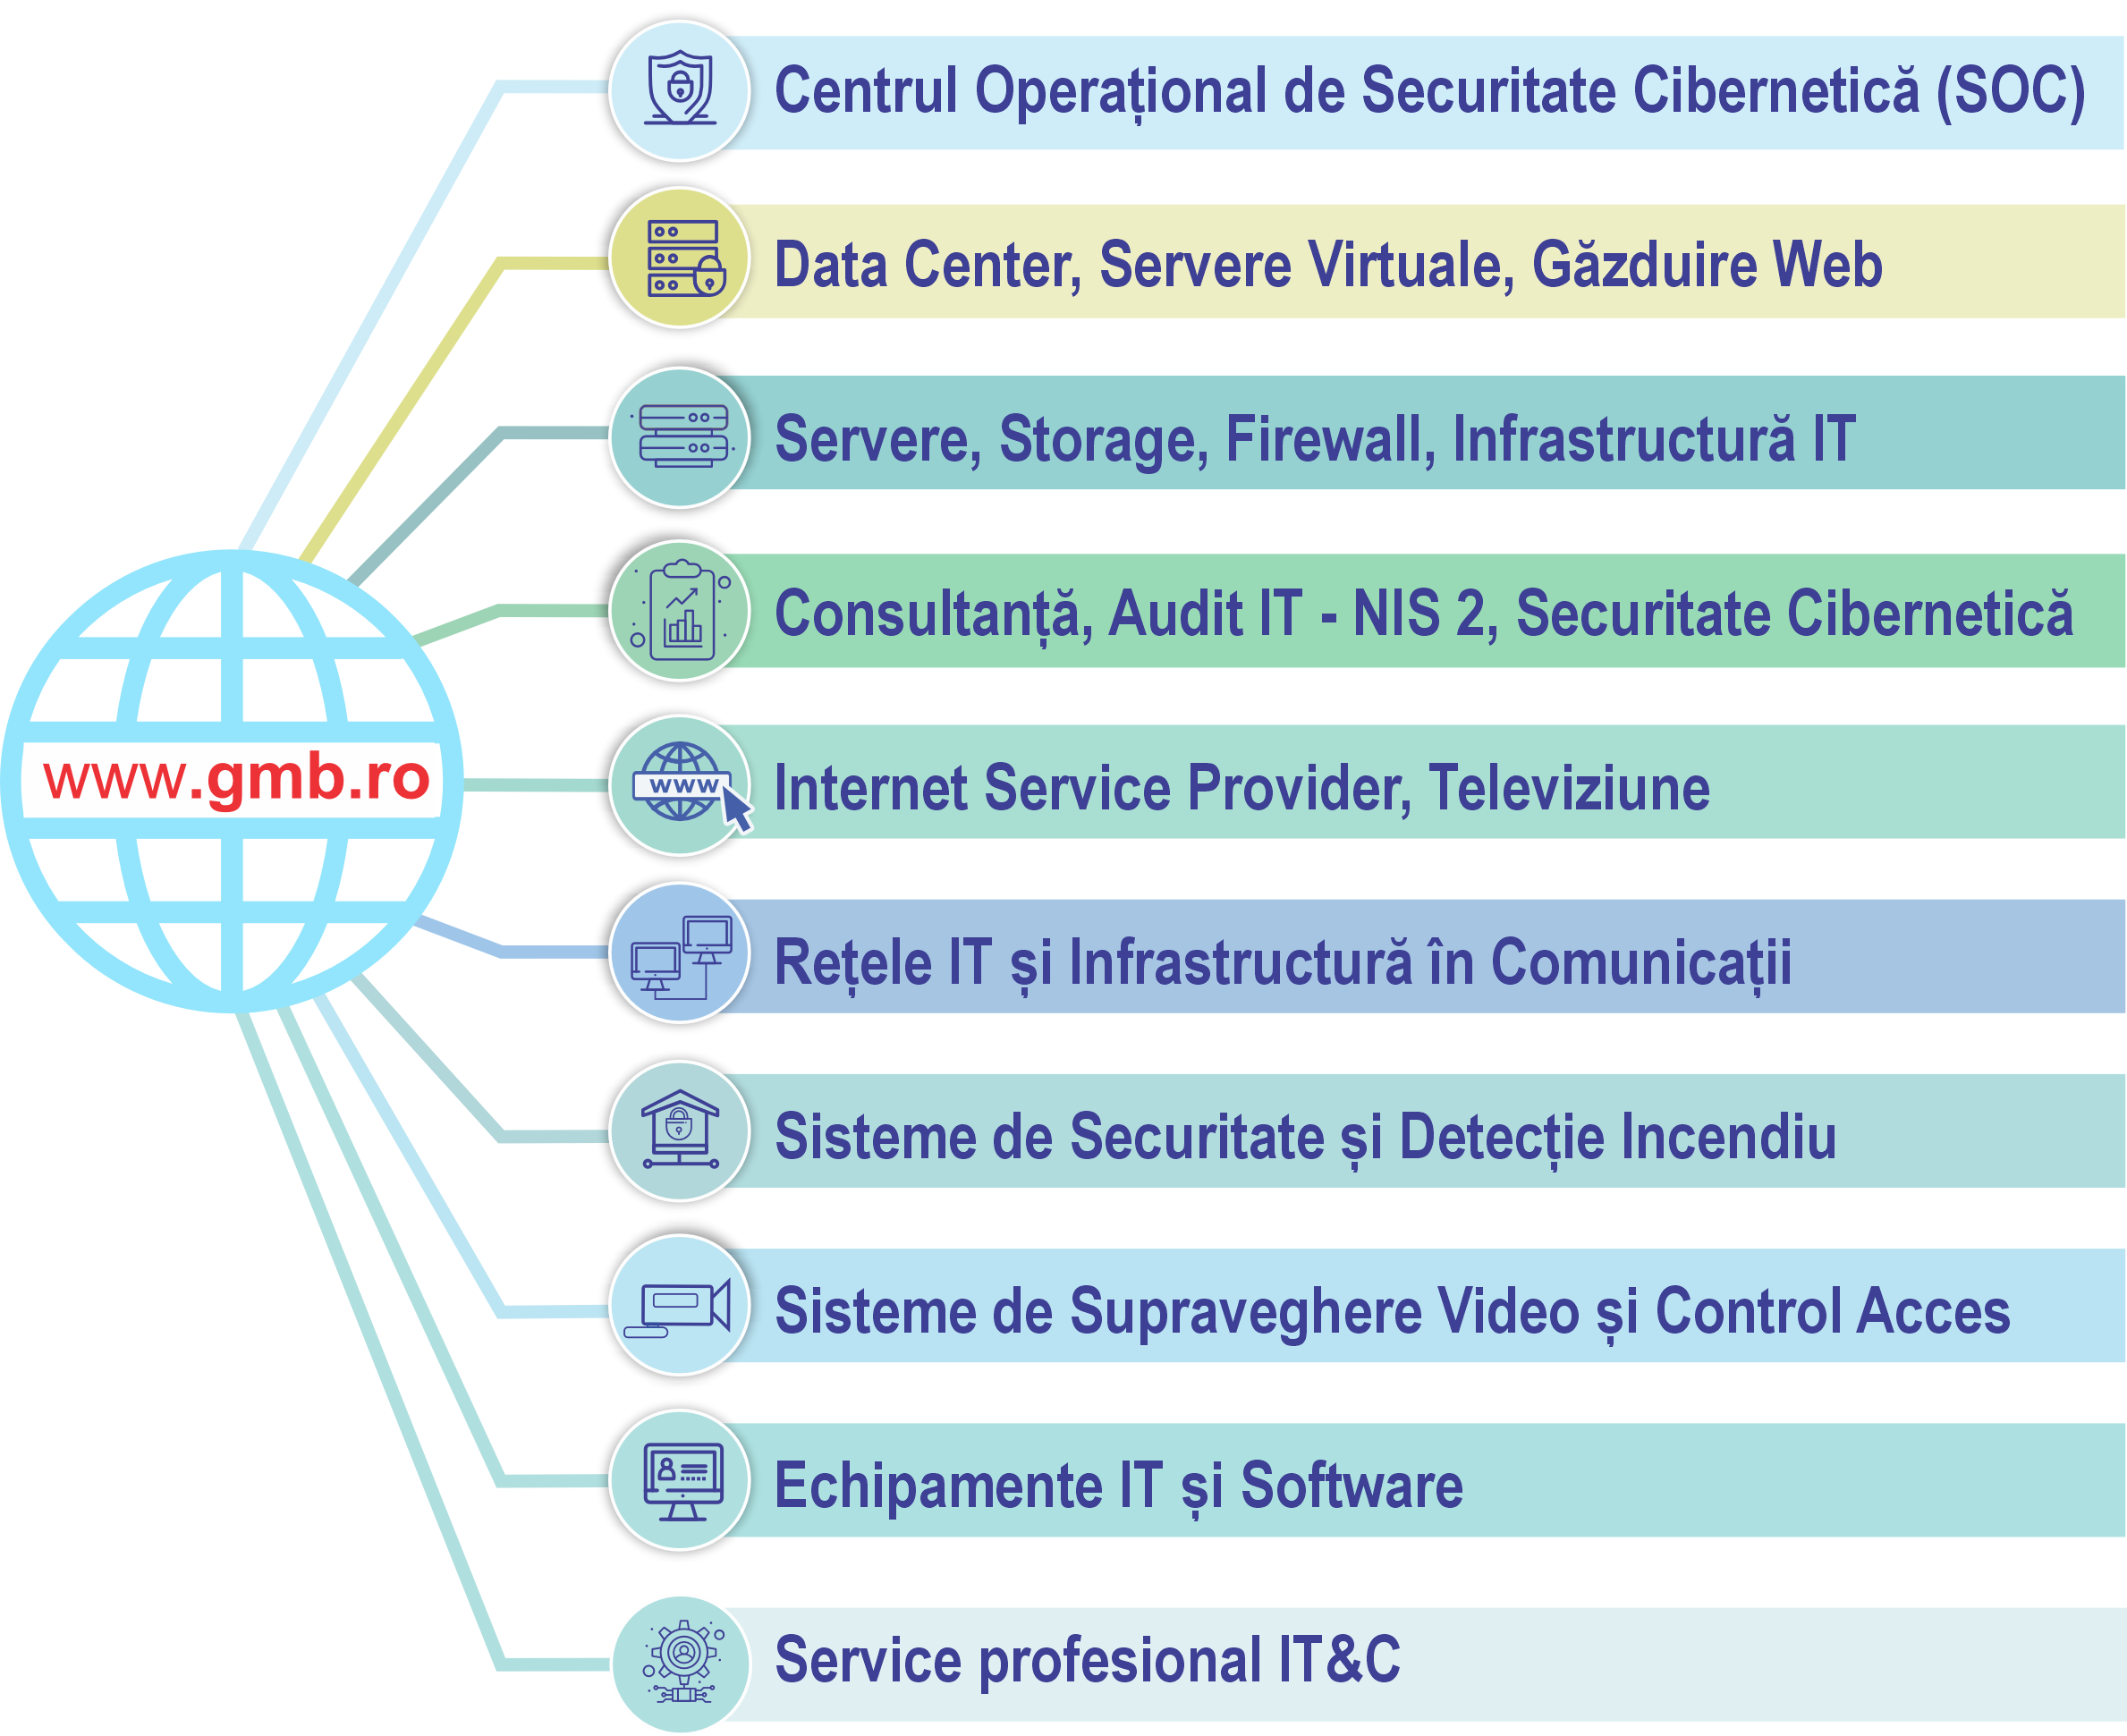 Centrul Operațional de Securitate Cibernetică (SOC)
Data Center, Servere Virtuale, Găzduire Web
Servere, Storage, Firewall, Infrastructură IT
Consultanță, Audit IT - NIS 2, Securitate Cibernetică
www.gmb.ro
www
Internet Service Provider, Televiziune
Rețele IT și Infrastructură în Comunicații
Sisteme de Securitate și Detecție Incendiu
Sisteme de Supraveghere Video și Control Acces
Echipamente IT și Software
Service profesional IT&C